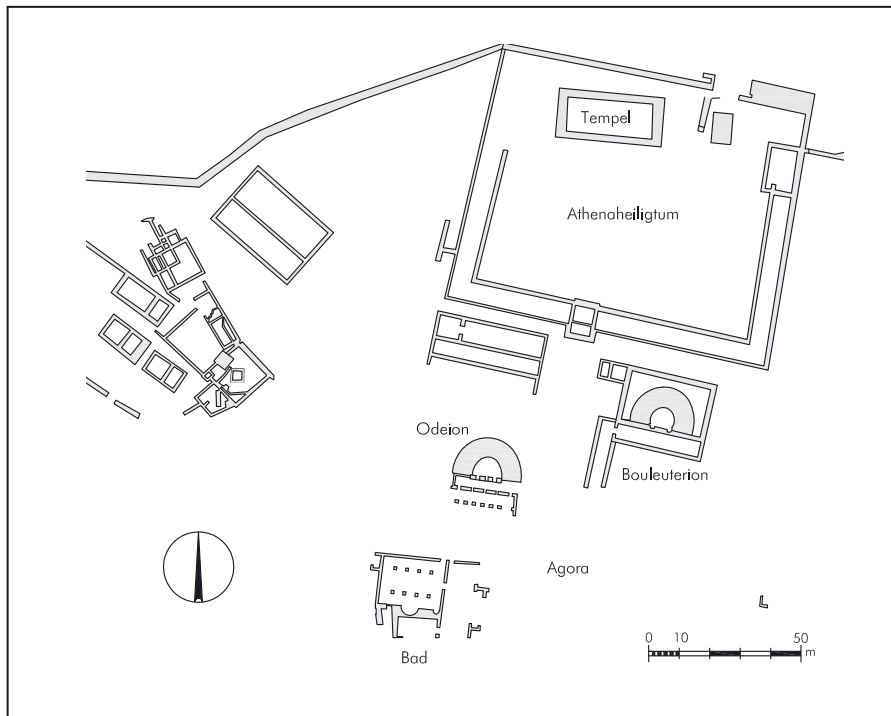 Tempel
Athenaheiligtum
Odeion
Bouleuterion
Agora
Bad
0 10 50
m